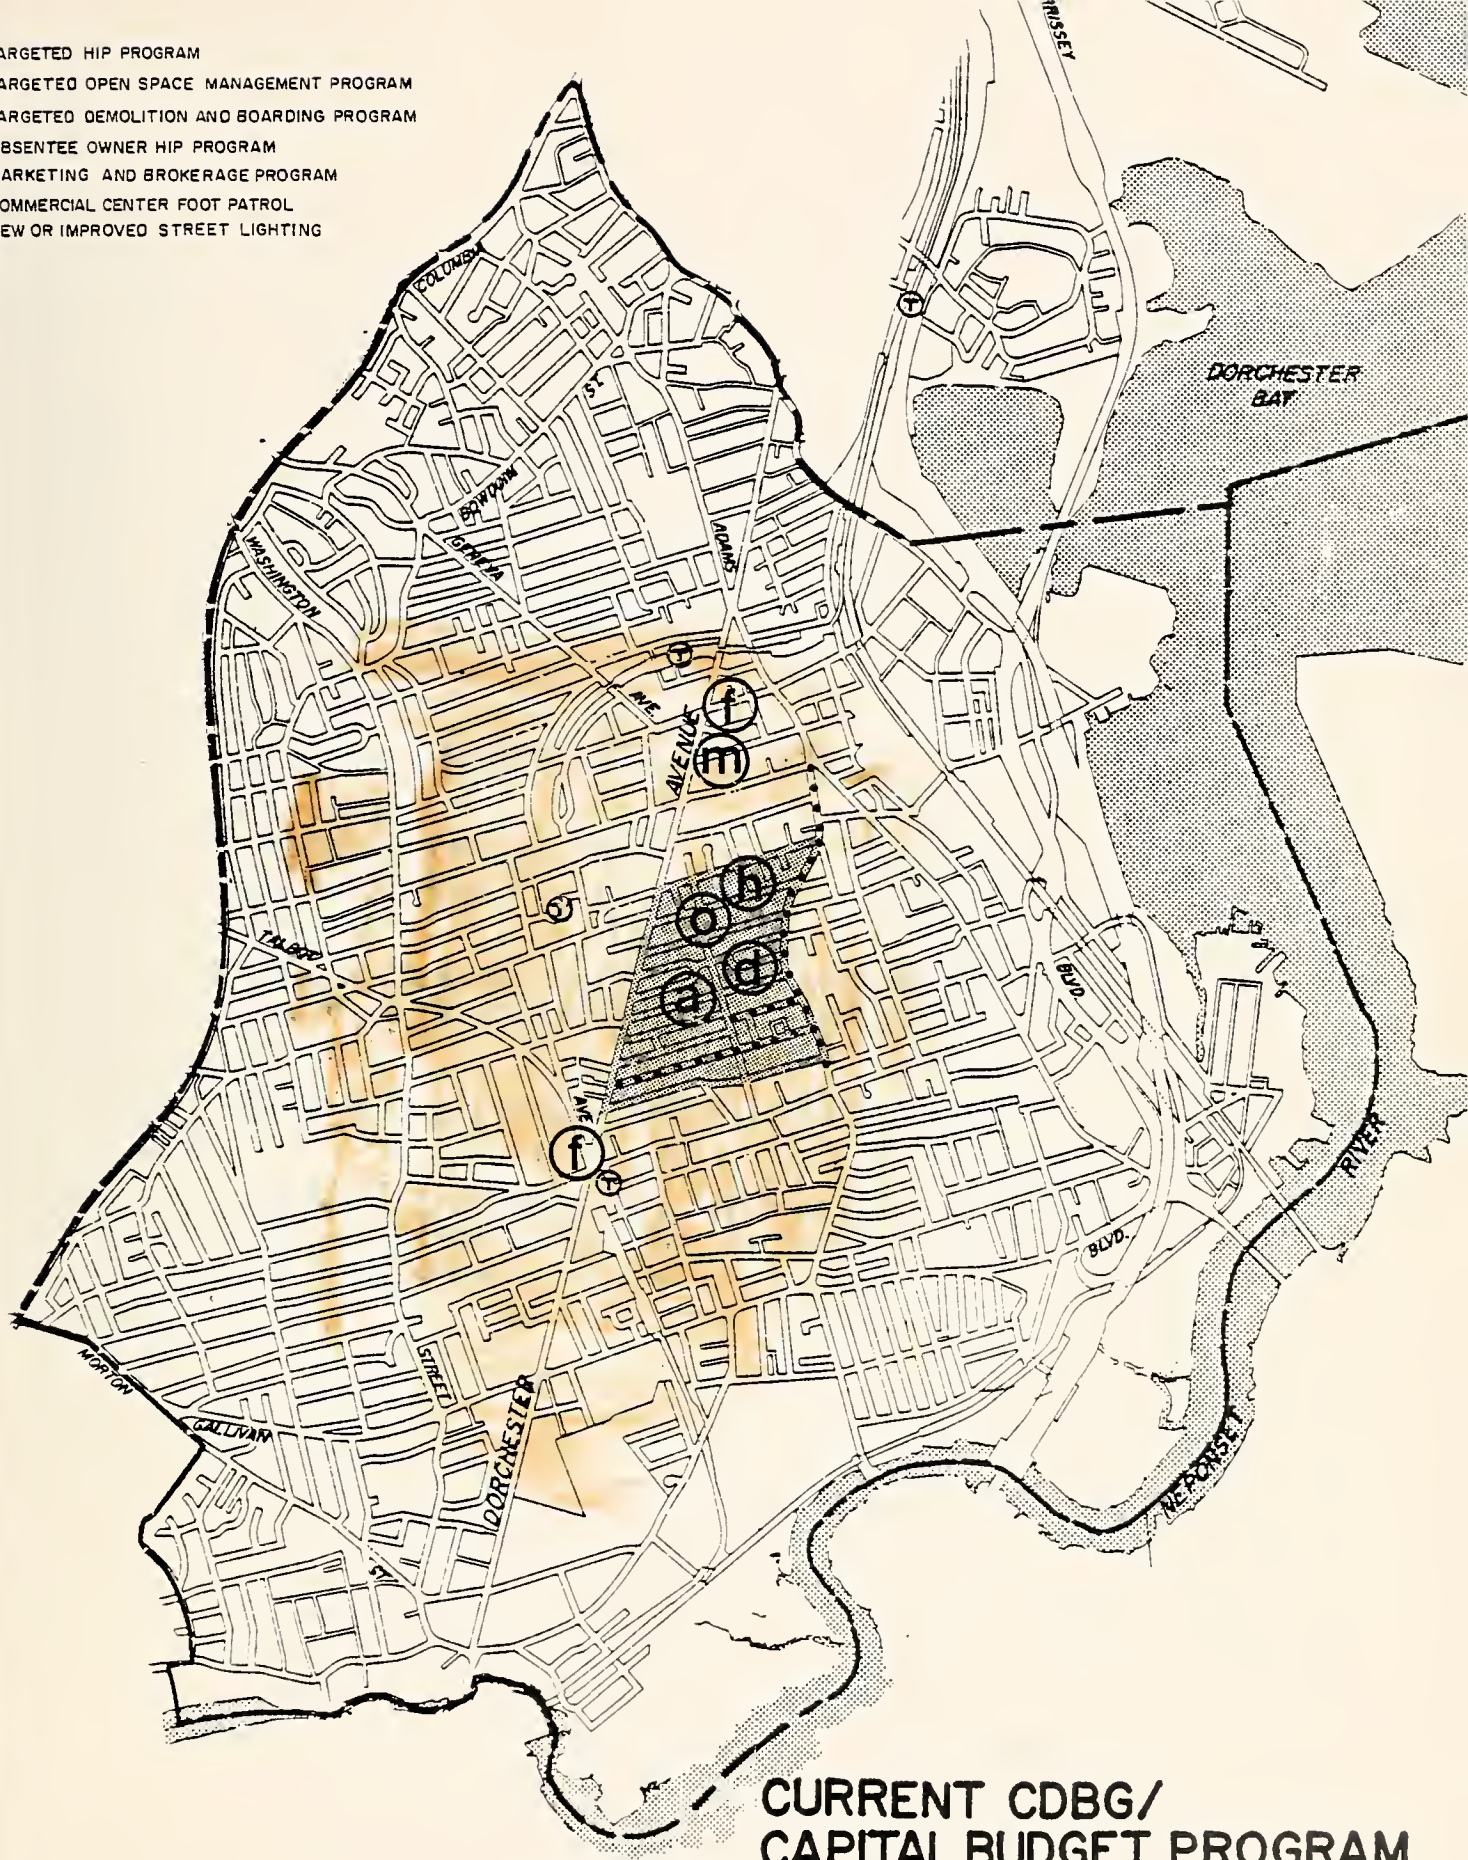 ARGETED HIP PROGRAM
ARGETED OPEN SPACE MANAGEMENT PROGRAM
ARGETED DEMOLITION AND BOARDING PROGRAM
BSENTEE OWNER HIP PROGRAM
ARKETING AND BROKERAGE PROGRAM
OMMERCIAL CENTER FOOT PATROL
EW OR IMPROVED STREET LIGHTING
RRISSEY
COLUMBIA
T
DORCHESTER
BAY
ST.
BOWDOIN
GENEVA
ADAMS
WASHINGTON
T
AVE.
f
AVENUE
m
h
o
TALBOT
d
a
BLVD.
AVE
f
T
RIVER
BLVD.
MORTON
STREET
GALLIVAN
DORCHESTER
NEPONSET
ST
CURRENT CDBG/
CAPITAL BUDGET PROGRAM